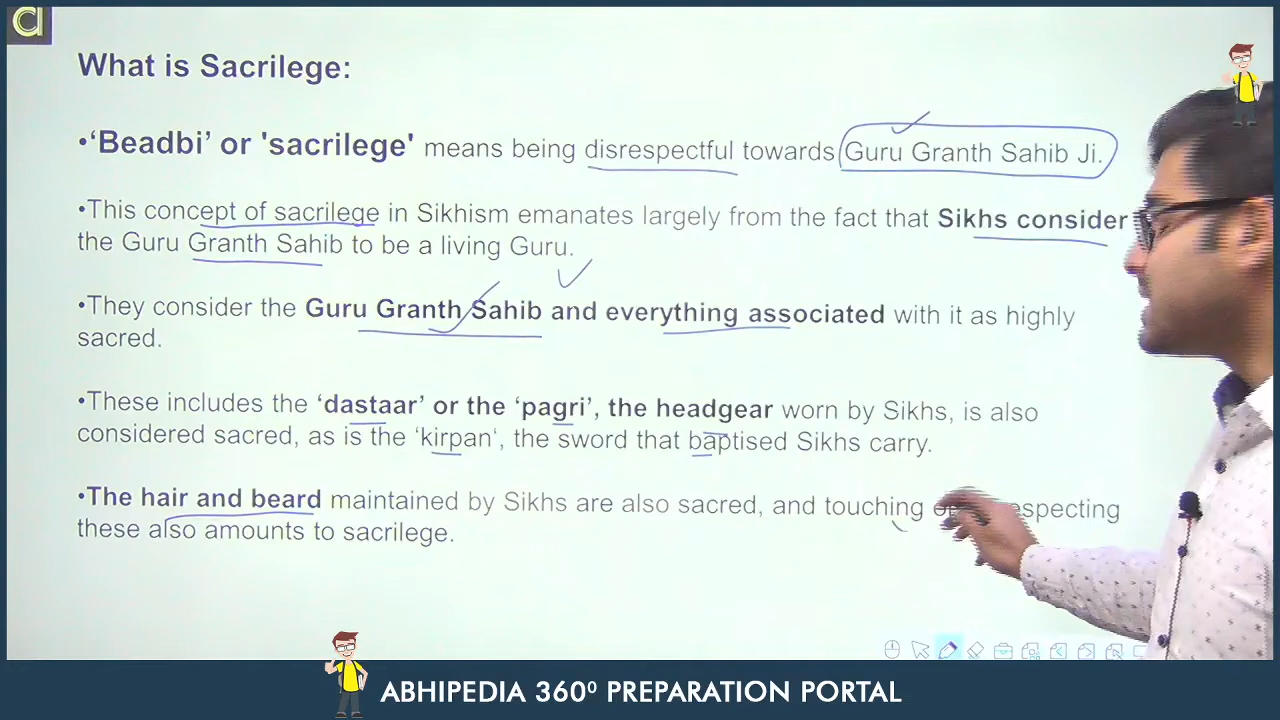 a
What is Sacrilege:
•‘Beadbi’ or 'sacrilege' means being disrespectful towards Guru Granth Sahib Ji.
•This concept of sacrilege in Sikhism emanates largely from the fact that Sikhs consider
the Guru Granth Sahib to be a living Guru.
•They consider the Guru Granth Sahib and everything associated with it as highly
sacred.
•These includes the ‘dastaar’ or the ‘pagri’, the headgear worn by Sikhs, is also
considered sacred, as is the ‘kirpan‘, the sword that baptised Sikhs carry.
•The hair and beard maintained by Sikhs are also sacred, and touching
these also amounts to sacrilege.
ABHIPEDIA 360⁰ PREPARATION PORTAL